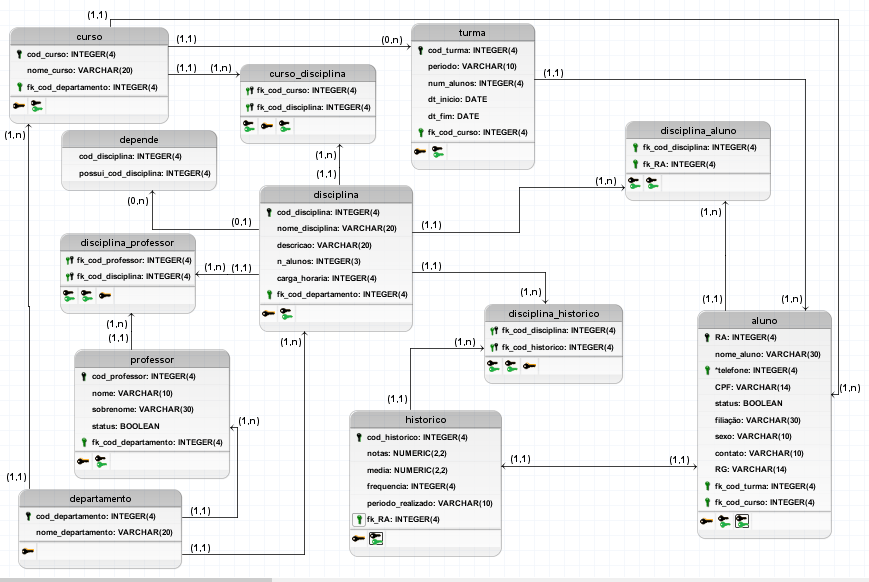 (1,1)
curso
cod_curso: INTEGER(4)
nome_curso: VARCHAR(20)
fk_cod_departamento: INTEGER(4)
(1,1)
(0,n)
(1,1)
(1,n)
(1,n)
turma
cod_turma: INTEGER(4)
periodo: VARCHAR(10)
num_alunos: INTEGER(4)
dt_inicio: DATE
dt_fim: DATE
fk_cod_curso: INTEGER(4)
(1,1)
curso_disciplina
fk_cod_curso: INTEGER(4)
fk_cod_disciplina: INTEGER(4)
(1,n)
(1,1)
depende
cod_disciplina: INTEGER(4)
possui_cod_disciplina: INTEGER(4)
(0,n)
(0,1)
disciplina_aluno
fk_cod_disciplina: INTEGER(4)
fk_RA: INTEGER(4)
(1,n)
(1,n)
disciplina
cod_disciplina: INTEGER(4)
nome_disciplina: VARCHAR(20)
descricao: VARCHAR(20)
n_alunos: INTEGER(3)
carga_horaria: INTEGER(4)
fk_cod_departamento: INTEGER(4)
(1,1)
(1,1)
(1,n)
(1,n)
(1,1)
disciplina_professor
fk_cod_professor: INTEGER(4)
fk_cod_disciplina: INTEGER(4)
(1,n)
(1,1)
disciplina_historico
fk_cod_disciplina: INTEGER(4)
fk_cod_historico: INTEGER(4)
(1,n)
(1,n)
(1,1)
(1,n)
aluno
RA: INTEGER(4)
nome_aluno: VARCHAR(30)
*telefone: INTEGER(4)
CPF: VARCHAR(14)
status: BOOLEAN
filiação: VARCHAR(30)
sexo: VARCHAR(10)
contato: VARCHAR(10)
RG: VARCHAR(14)
fk_cod_turma: INTEGER(4)
fk_cod_curso: INTEGER(4)
(1,n)
professor
cod_professor: INTEGER(4)
nome: VARCHAR(10)
sobrenome: VARCHAR(30)
status: BOOLEAN
fk_cod_departamento: INTEGER(4)
(1,n)
(1,1)
historico
cod_historico: INTEGER(4)
notas: NUMERIC(2,2)
media: NUMERIC(2,2)
frequencia: INTEGER(4)
periodo_realizado: VARCHAR(10)
fk_RA: INTEGER(4)
(1,1)
(1,1)
(1,1)
departamento
cod_departamento: INTEGER(4)
nome_departamento: VARCHAR(20)
(1,1)
(1,1)